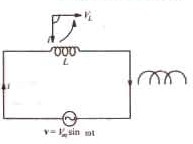 V_L
L
i
v = V_m sin ωt